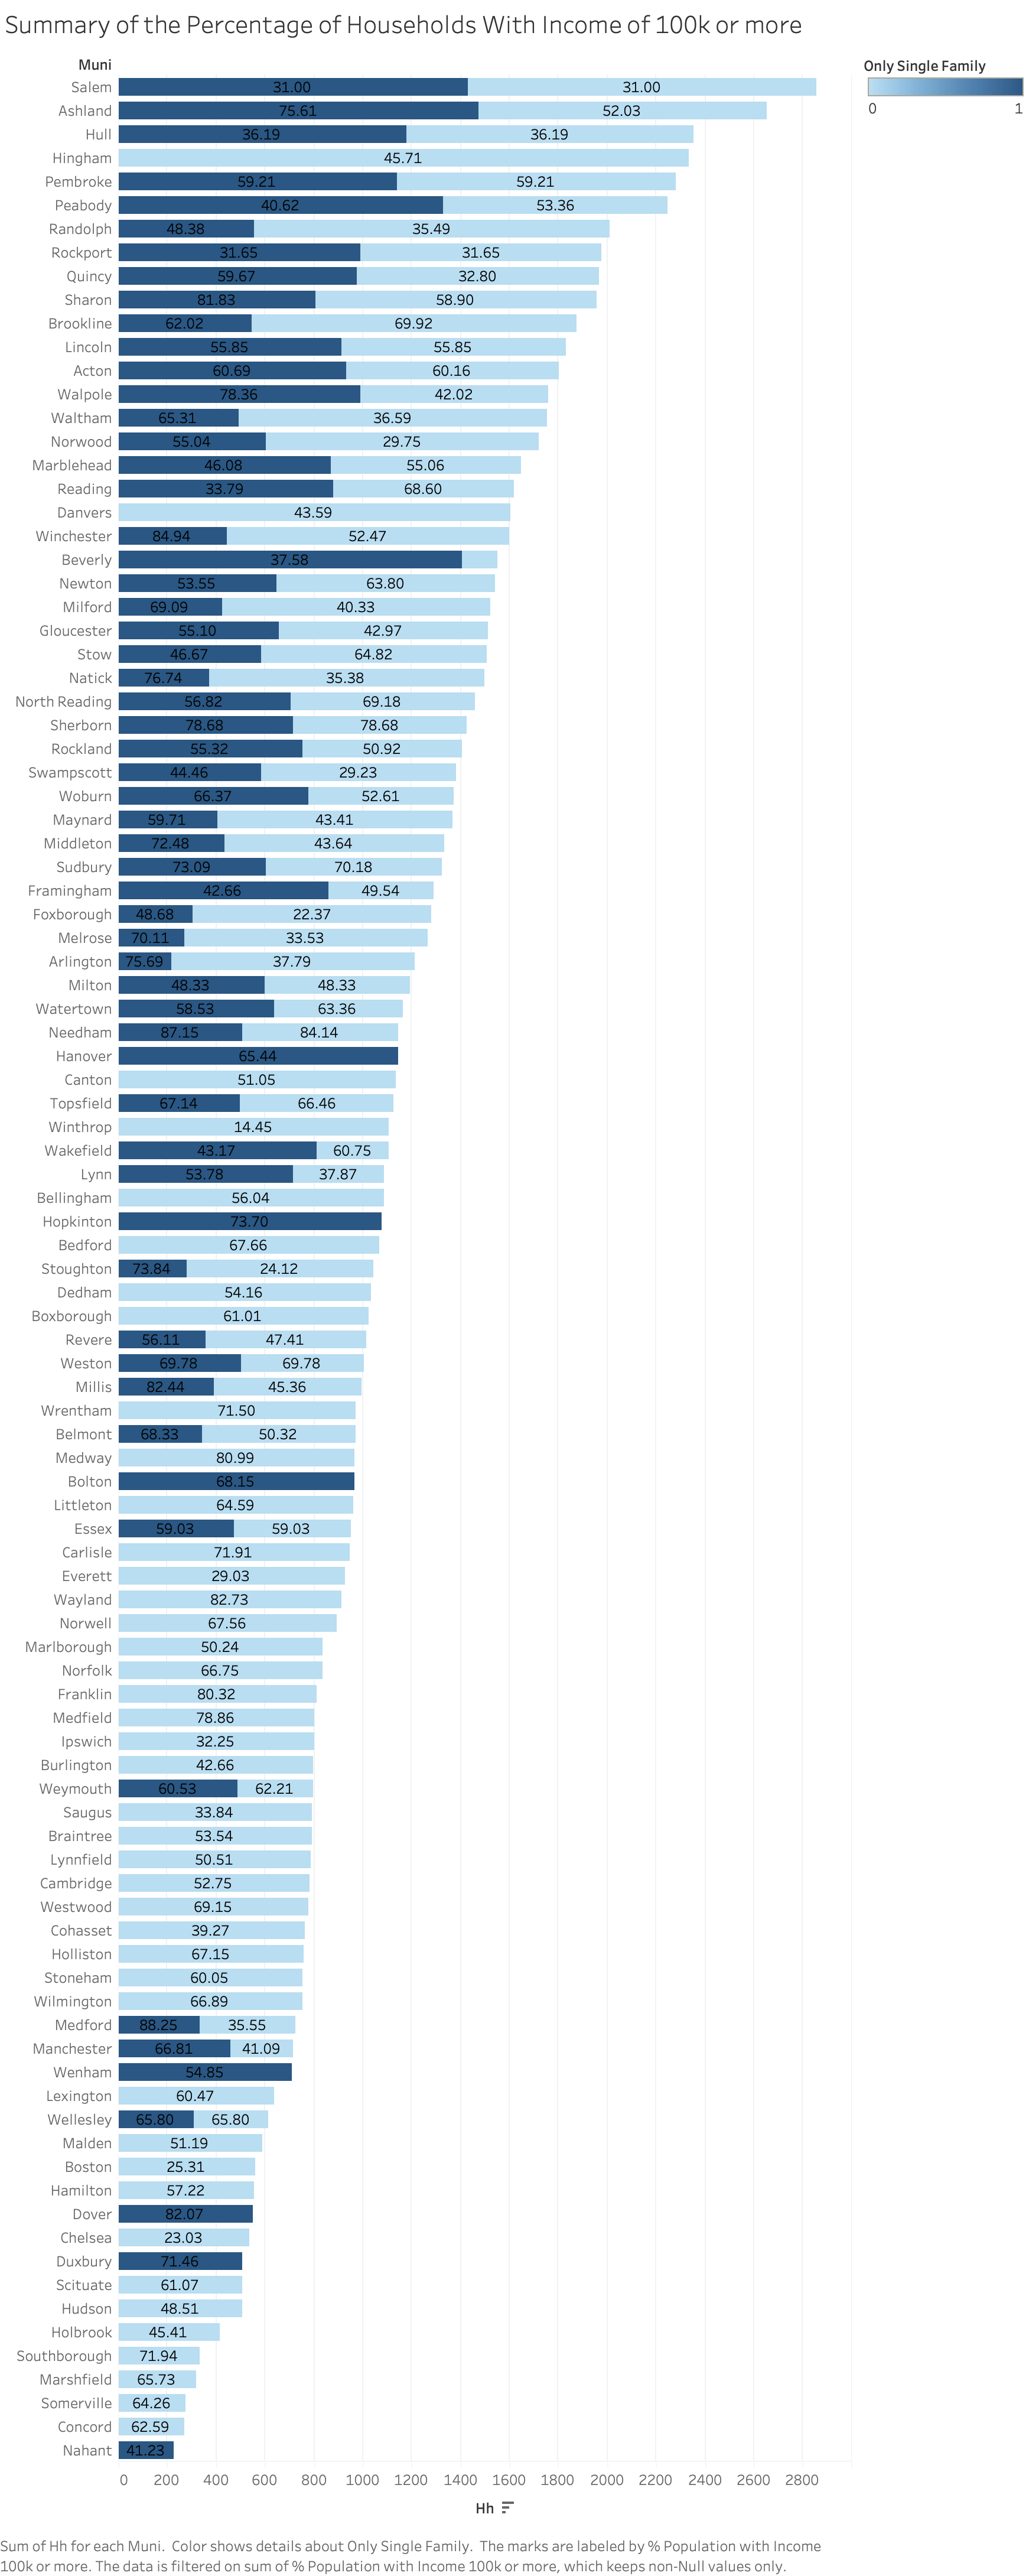 Summary of the Percentage of Households With Income of 100k or more
Muni
Only Single Family
0 1
Salem 31.00 31.00
Ashland 75.61 52.03
Hull 36.19 36.19
Hingham 45.71
Pembroke 59.21 59.21
Peabody 40.62 53.36
Randolph 48.38 35.49
Rockport 31.65 31.65
Quincy 59.67 32.80
Sharon 81.83 58.90
Brookline 62.02 69.92
Lincoln 55.85 55.85
Acton 60.69 60.16
Walpole 78.36 42.02
Waltham 65.31 36.59
Norwood 55.04 29.75
Marblehead 46.08 55.06
Reading 33.79 68.60
Danvers 43.59
Winchester 84.94 52.47
Beverly 37.58
Newton 53.55 63.80
Milford 69.09 40.33
Gloucester 55.10 42.97
Stow 46.67 64.82
Natick 76.74 35.38
North Reading 56.82 69.18
Sherborn 78.68 78.68
Rockland 55.32 50.92
Swampscott 44.46 29.23
Woburn 66.37 52.61
Maynard 59.71 43.41
Middleton 72.48 43.64
Sudbury 73.09 70.18
Framingham 42.66 49.54
Foxborough 48.68 22.37
Melrose 70.11 33.53
Arlington 75.69 37.79
Milton 48.33 48.33
Watertown 58.53 63.36
Needham 87.15 84.14
Hanover 65.44
Canton 51.05
Topsfield 67.14 66.46
Winthrop 14.45
Wakefield 43.17 60.75
Lynn 53.78 37.87
Bellingham 56.04
Hopkinton 73.70
Bedford 67.66
Stoughton 73.84 24.12
Dedham 54.16
Boxborough 61.01
Revere 56.11 47.41
Weston 69.78 69.78
Millis 82.44 45.36
Wrentham 71.50
Belmont 68.33 50.32
Medway 80.99
Bolton 68.15
Littleton 64.59
Essex 59.03 59.03
Carlisle 71.91
Everett 29.03
Wayland 82.73
Norwell 67.56
Marlborough 50.24
Norfolk 66.75
Franklin 80.32
Medfield 78.86
Ipswich 32.25
Burlington 42.66
Weymouth 60.53 62.21
Saugus 33.84
Braintree 53.54
Lynnfield 50.51
Cambridge 52.75
Westwood 69.15
Cohasset 39.27
Holliston 67.15
Stoneham 60.05
Wilmington 66.89
Medford 88.25 35.55
Manchester 66.81 41.09
Wenham 54.85
Lexington 60.47
Wellesley 65.80 65.80
Malden 51.19
Boston 25.31
Hamilton 57.22
Dover 82.07
Chelsea 23.03
Duxbury 71.46
Scituate 61.07
Hudson 48.51
Holbrook 45.41
Southborough 71.94
Marshfield 65.73
Somerville 64.26
Concord 62.59
Nahant 41.23
0 200 400 600 800 1000 1200 1400 1600 1800 2000 2200 2400 2600 2800
Hh
Sum of Hh for each Muni. Color shows details about Only Single Family. The marks are labeled by % Population with Income
100k or more. The data is filtered on sum of % Population with Income 100k or more, which keeps non-Null values only.